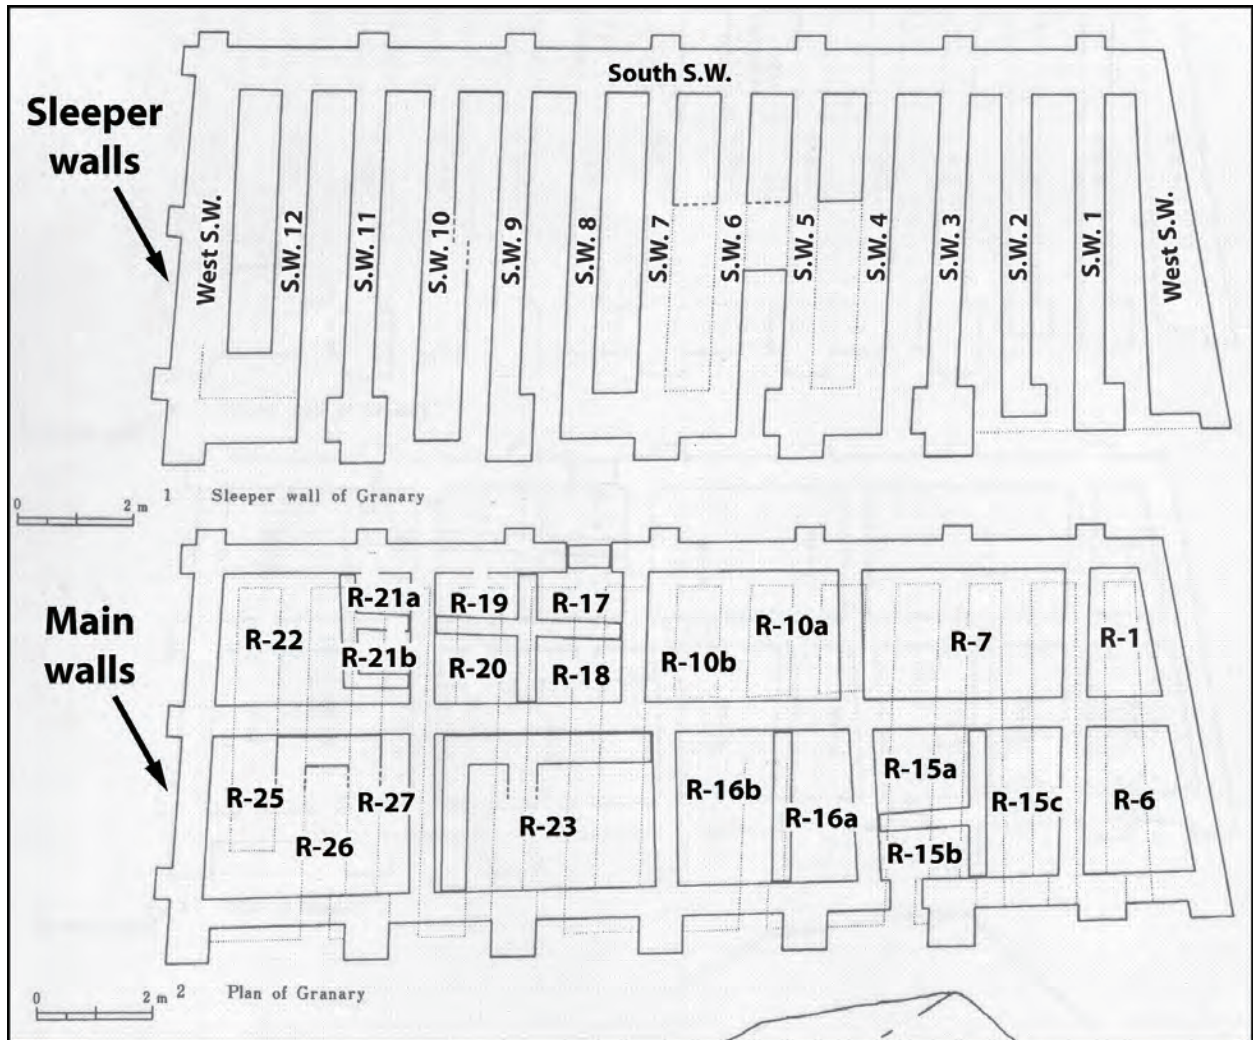 South S.W.
Sleeper
walls
West S.W.
S.W. 12
S.W. 11
S.W. 10
S.W. 9
S.W. 8
S.W. 7
S.W. 6
S.W. 5
S.W. 4
S.W. 3
S.W. 2
S.W. 1
West S.W.
1 Sleeper wall of Granary
0 2 m
Main
walls
R-21a
R-19
R-17
R-22
R-21b
R-20
R-18
R-10a
R-10b
R-7
R-1
R-25
R-27
R-26
R-23
R-16b
R-16a
R-15a
R-15c
R-15b
R-6
0 2 m
2 Plan of Granary